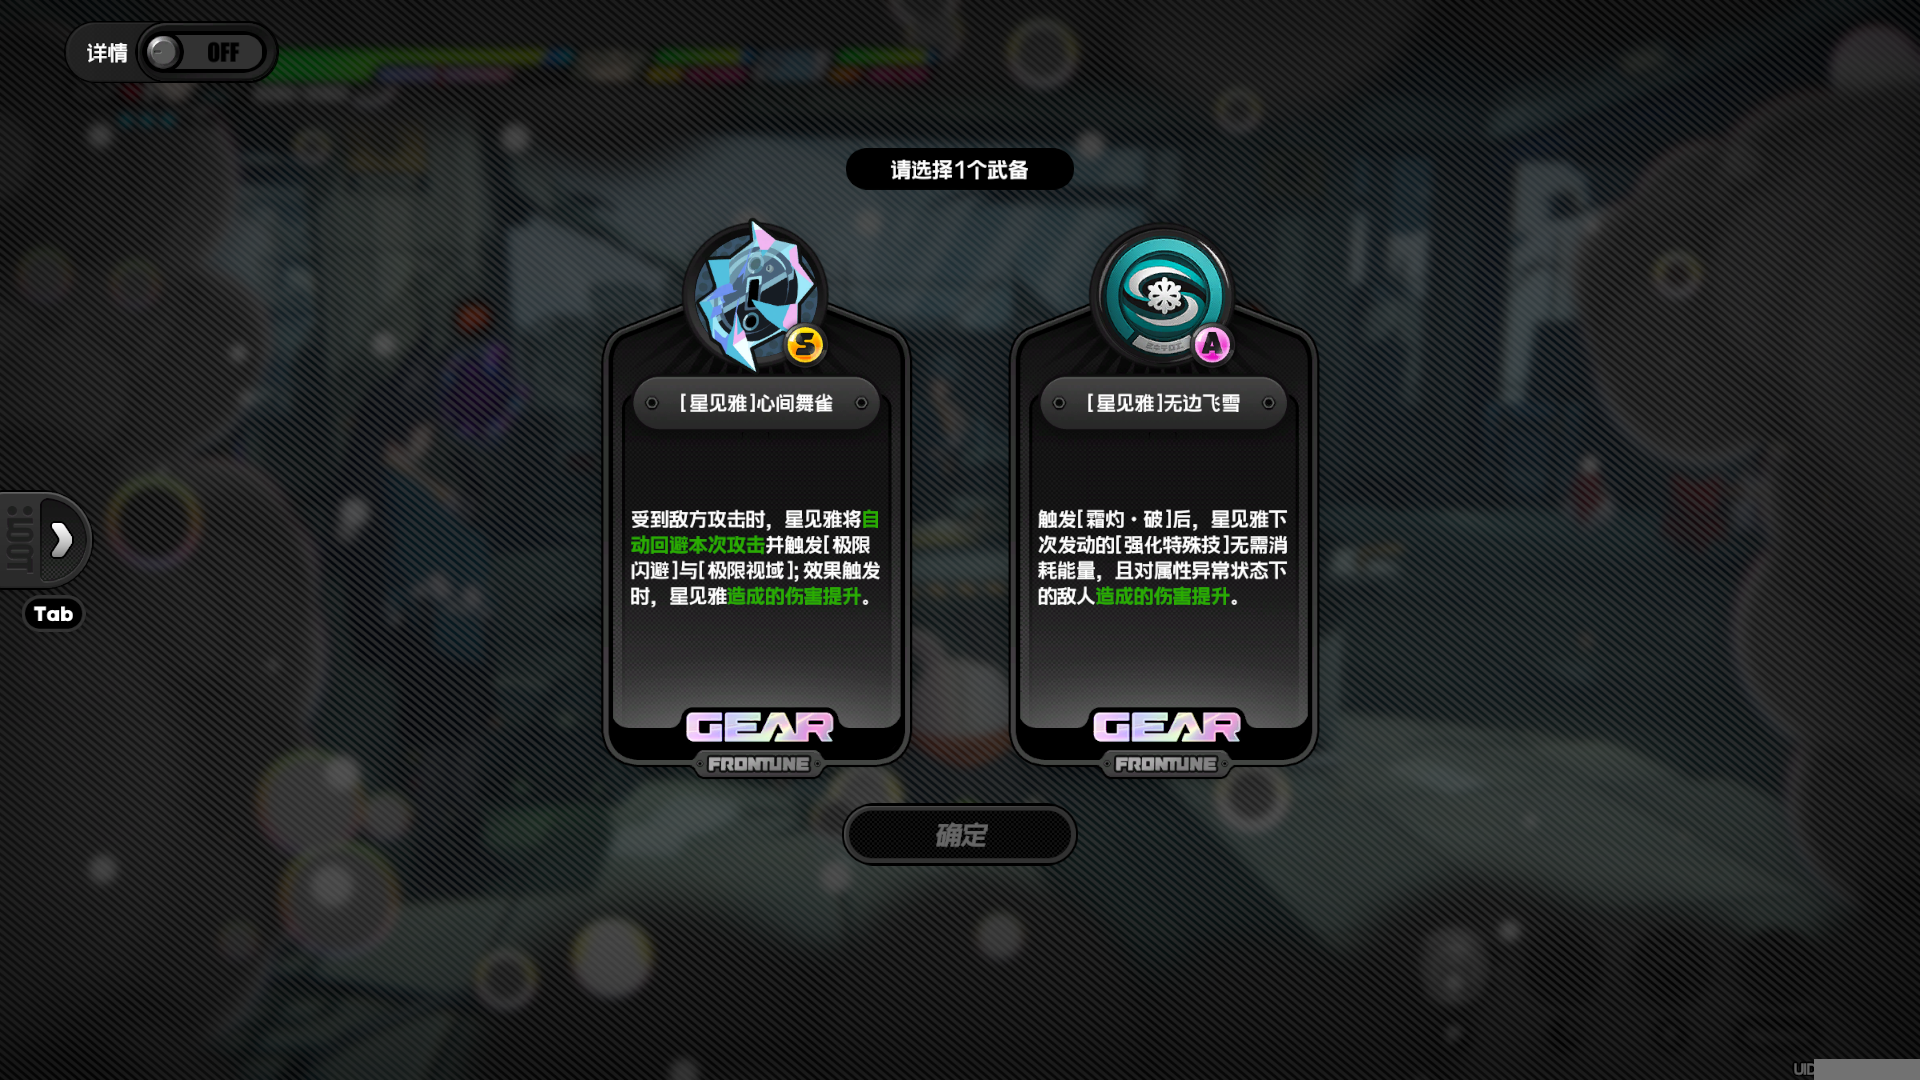 详情 OFF
请选择1个武备
S
A
[星见雅]心间舞雀
[星见雅]无边飞雪
受到敌方攻击时，星见雅将自
动回避本次攻击并触发[极限
闪避]与[极限视域]；效果触发
时，星见雅造成的伤害提升。
触发[霜灼·破]后，星见雅下
次发动的[强化特殊技]无需消
耗能量，且对属性异常状态下
的敌人造成的伤害提升。
Tab
GEAR
FRONTLINE
GEAR
FRONTLINE
确定
UID